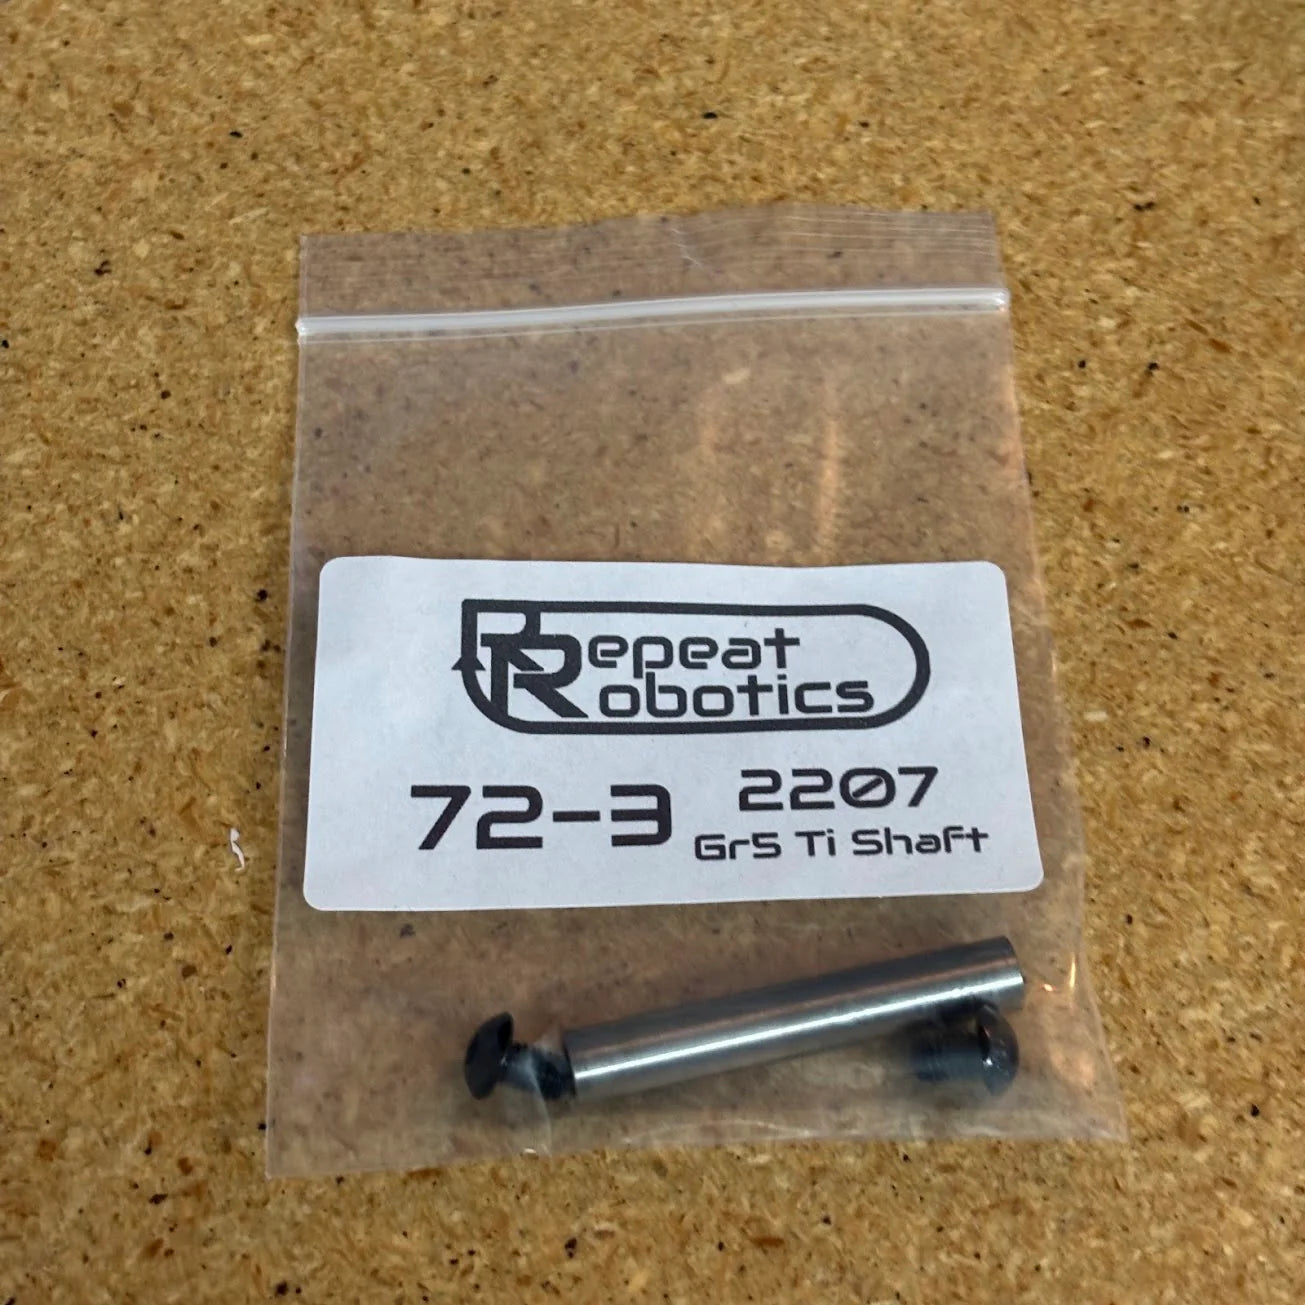 Repeat
Robotics
72-3 2207
Gr5 Ti Shaft